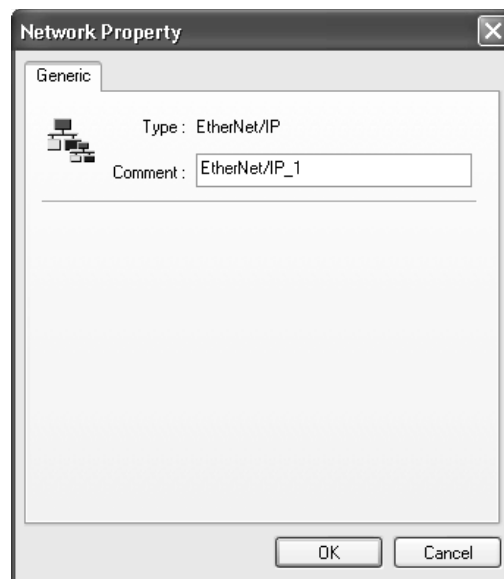 Network Property
Generic
Type : EtherNet/IP
Comment : EtherNet/IP_1
OK Cancel